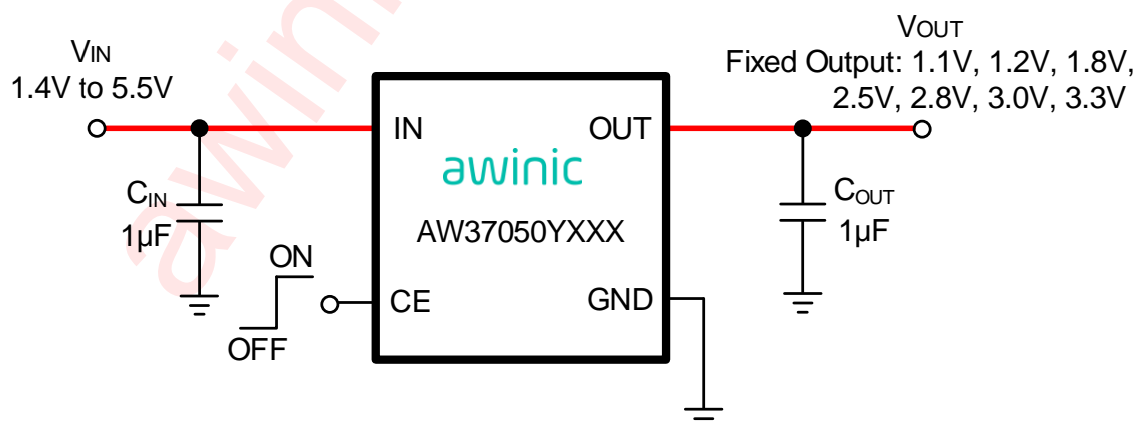 VIN
1.4V to 5.5V
VOUT
Fixed Output: 1.1V, 1.2V, 1.8V,
2.5V, 2.8V, 3.0V, 3.3V
IN
OUT
awinic
AW37050YXXX
CIN
1µF
COUT
1µF
ON
OFF
CE
GND
awini